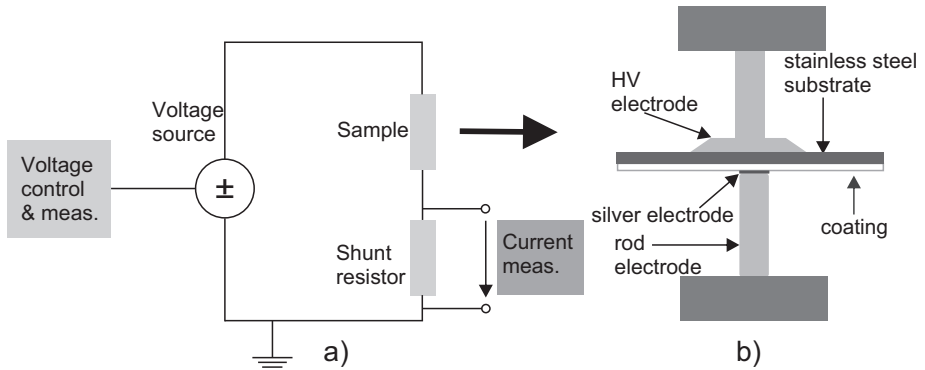 Voltage
source
Voltage
control
& meas.
±
Sample
Shunt
resistor
Current
meas.
a)
HV
electrode
stainless steel
substrate
silver electrode
rod
electrode
coating
b)